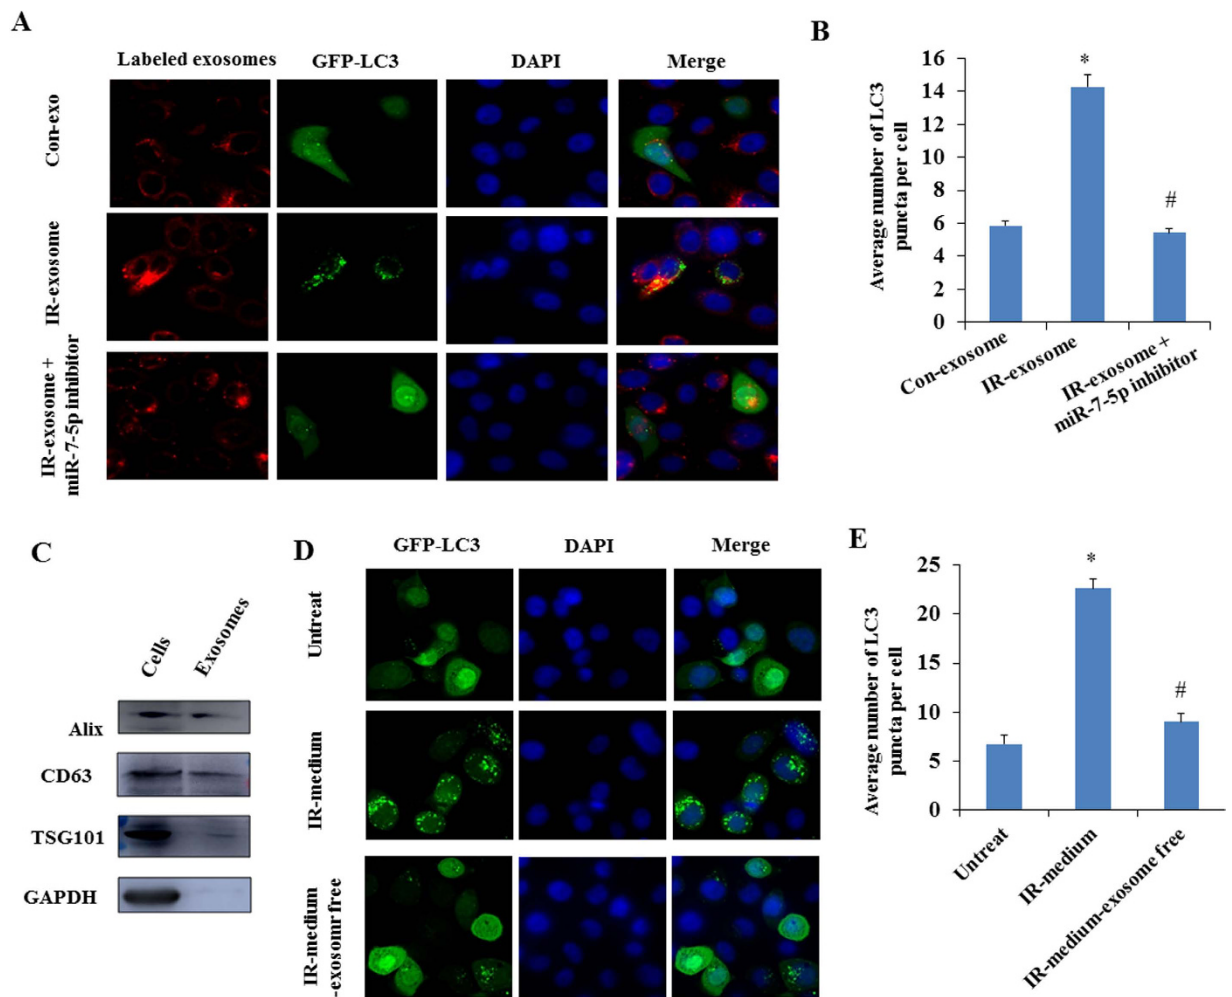 A
Labeled exosomes GFP-LC3 DAPI Merge
Con-exo
IR-exosome
IR-exosome +
miR-7-5p inhibitor
B
Average number of LC3
puncta per cell
16
14
12
10
8
6
4
2
0
*
#
Con-exosome
IR-exosome
IR-exosome +
miR-7-5p inhibitor
C
Cells Exosomes
Alix
CD63
TSG101
GAPDH
D
GFP-LC3 DAPI Merge
Untreat
IR-medium
IR-medium
-exosomr free
E
Average number of LC3
puncta per cell
25
20
15
10
5
0
*
#
Untreat
IR-medium
IR-medium-exosome free